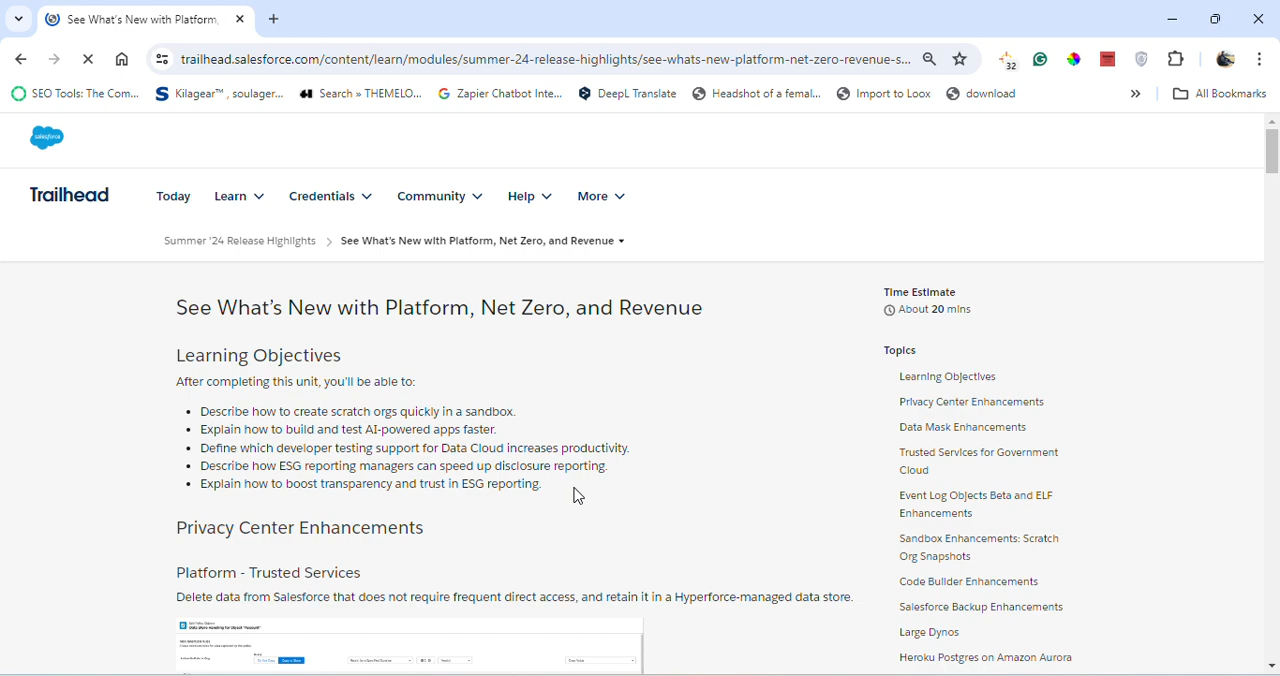 See What's New with Platform,
trailhead.salesforce.com/content/learn/modules/summer-24-release-highlights/see-whats-new-platform-net-zero-revenue-s...
32
SEO Tools: The Com...
Kilagear™ , soulager...
Search » THEMELO...
Zapier Chatbot Inte...
DeepL Translate
Headshot of a femal...
Import to Loox
download
»
All Bookmarks
salesforce
Trailhead
Today
Learn
Credentials
Community
Help
More
Summer '24 Release Highlights
See What's New with Platform, Net Zero, and Revenue
See What's New with Platform, Net Zero, and Revenue
Learning Objectives
After completing this unit, you'll be able to:
• Describe how to create scratch orgs quickly in a sandbox.
• Explain how to build and test AI-powered apps faster.
• Define which developer testing support for Data Cloud increases productivity.
• Describe how ESG reporting managers can speed up disclosure reporting.
• Explain how to boost transparency and trust in ESG reporting.
Privacy Center Enhancements
Platform - Trusted Services
Delete data from Salesforce that does not require frequent direct access, and retain it in a Hyperforce-managed data store.
Time Estimate
About 20 mins
Topics
Learning Objectives
Privacy Center Enhancements
Data Mask Enhancements
Trusted Services for Government
Cloud
Event Log Objects Beta and ELF
Enhancements
Sandbox Enhancements: Scratch
Org Snapshots
Code Builder Enhancements
Salesforce Backup Enhancements
Large Dynos
Heroku Postgres on Amazon Aurora